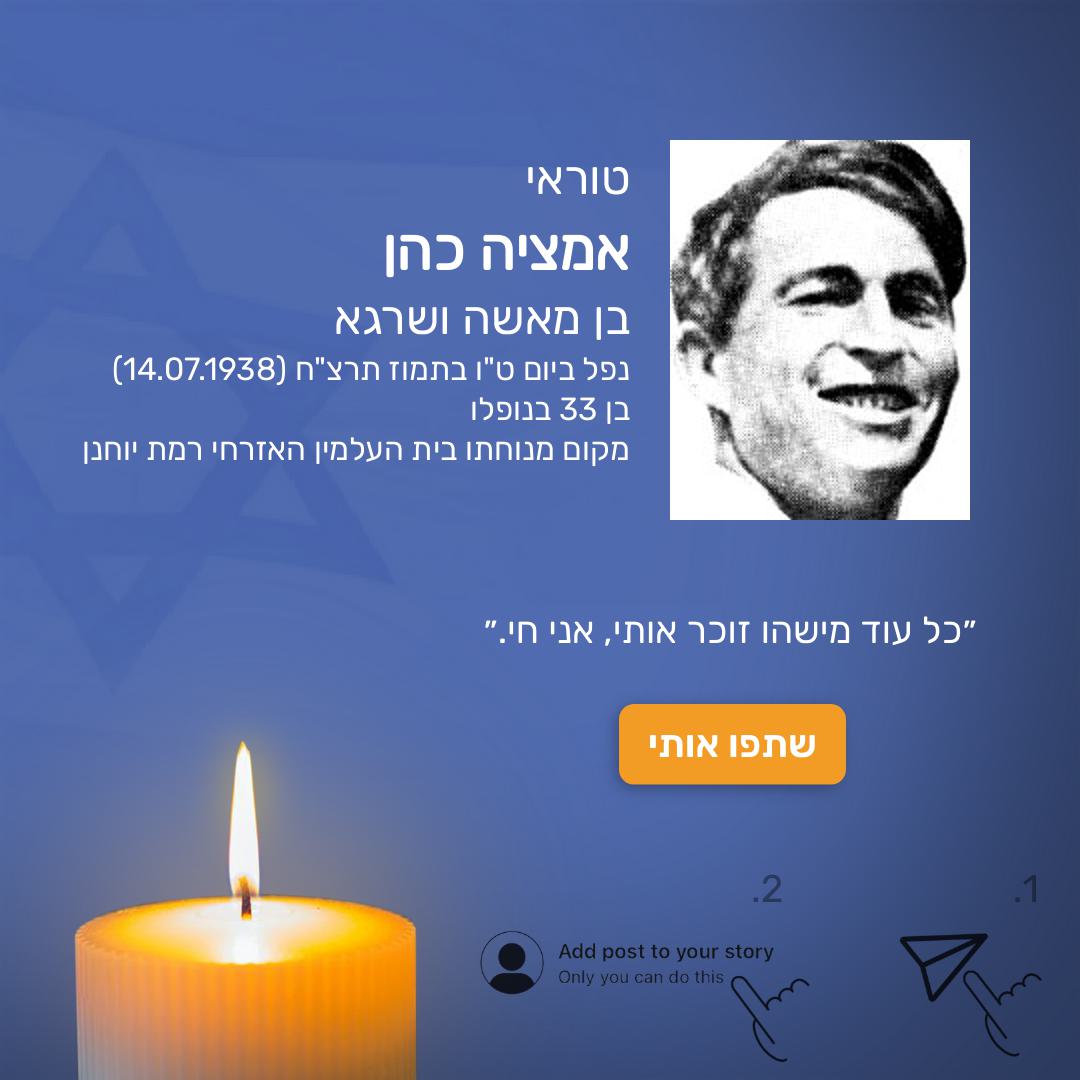 טוראי
אמציה כהן
בן מאשה ושרגא
נפל ביום ט"ו בתמוז תרצ"ח (14.07.1938)
בן 33 בנופלו
מקום מנוחתו בית העלמין האזרחי רמת יוחנן
״כל עוד מישהו זוכר אותי, אני חי.״
שתפו אותי
.1
.2
Add post to your story
Only you can do this